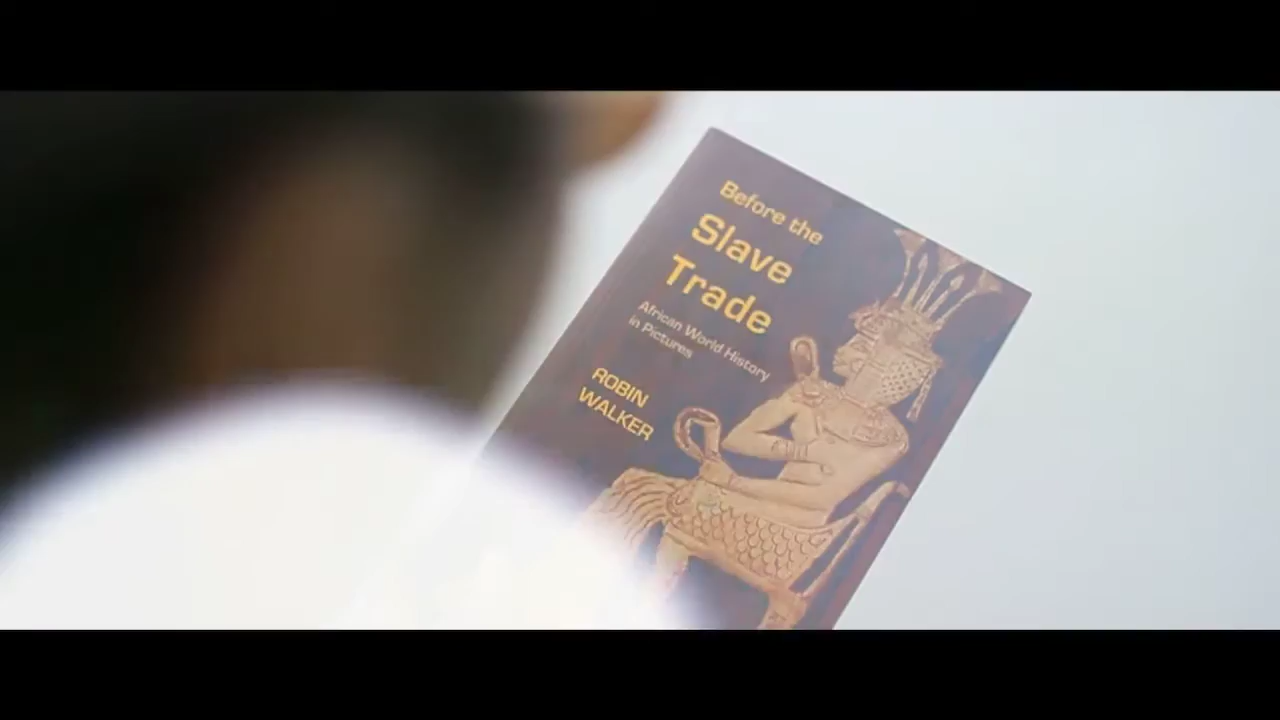 Before the
Slave
Trade
African World History
in Pictures
ROBIN
WALKER